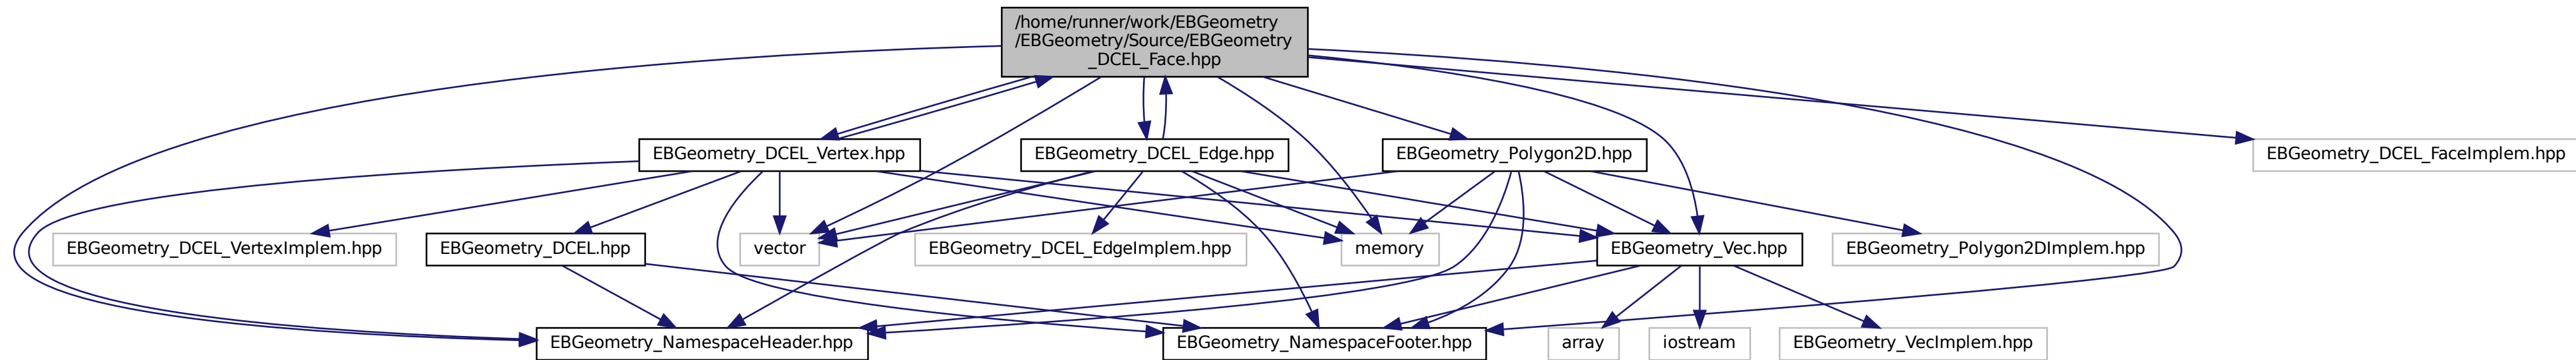 /home/runner/work/EBGeometry
/EBGeometry/Source/EBGeometry
_DCEL_Face.hpp
EBGeometry_DCEL_Vertex.hpp
EBGeometry_DCEL_Edge.hpp
EBGeometry_Polygon2D.hpp
EBGeometry_DCEL_FaceImplem.hpp
EBGeometry_DCEL_VertexImplem.hpp
EBGeometry_DCEL.hpp
vector
EBGeometry_DCEL_EdgeImplem.hpp
memory
EBGeometry_Vec.hpp
EBGeometry_Polygon2DImplem.hpp
EBGeometry_NamespaceHeader.hpp
EBGeometry_NamespaceFooter.hpp
array
iostream
EBGeometry_VecImplem.hpp